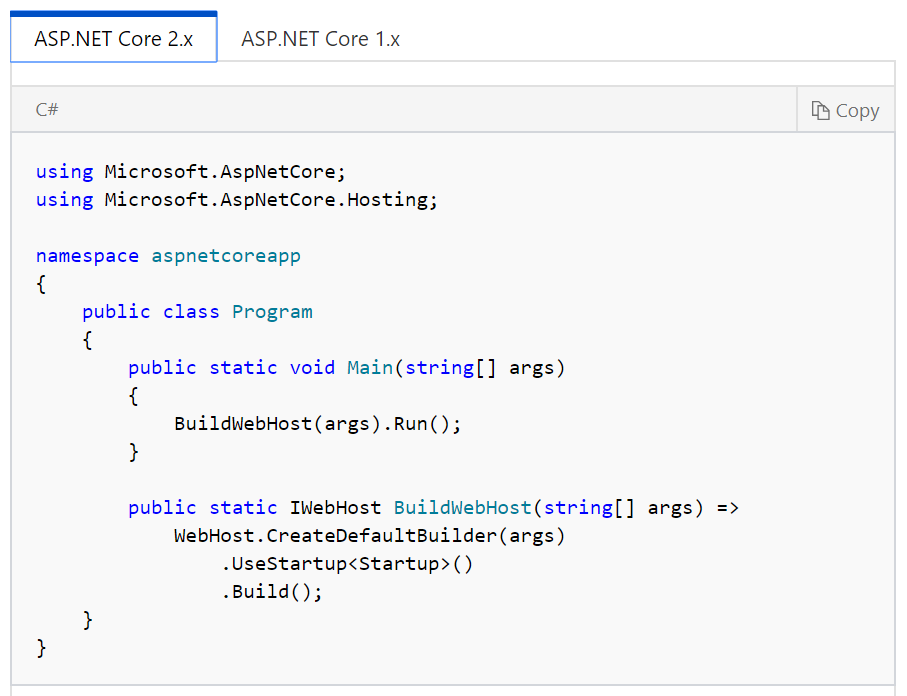 ASP.NET Core 2.x    ASP.NET Core 1.x
C#    Copy
using Microsoft.AspNetCore;
using Microsoft.AspNetCore.Hosting;

namespace aspnetcoreapp
{
    public class Program
    {
        public static void Main(string[] args)
        {
            BuildWebHost(args).Run();
        }

        public static IWebHost BuildWebHost(string[] args) =>
            WebHost.CreateDefaultBuilder(args)
                .UseStartup<Startup>()
                .Build();
    }
}